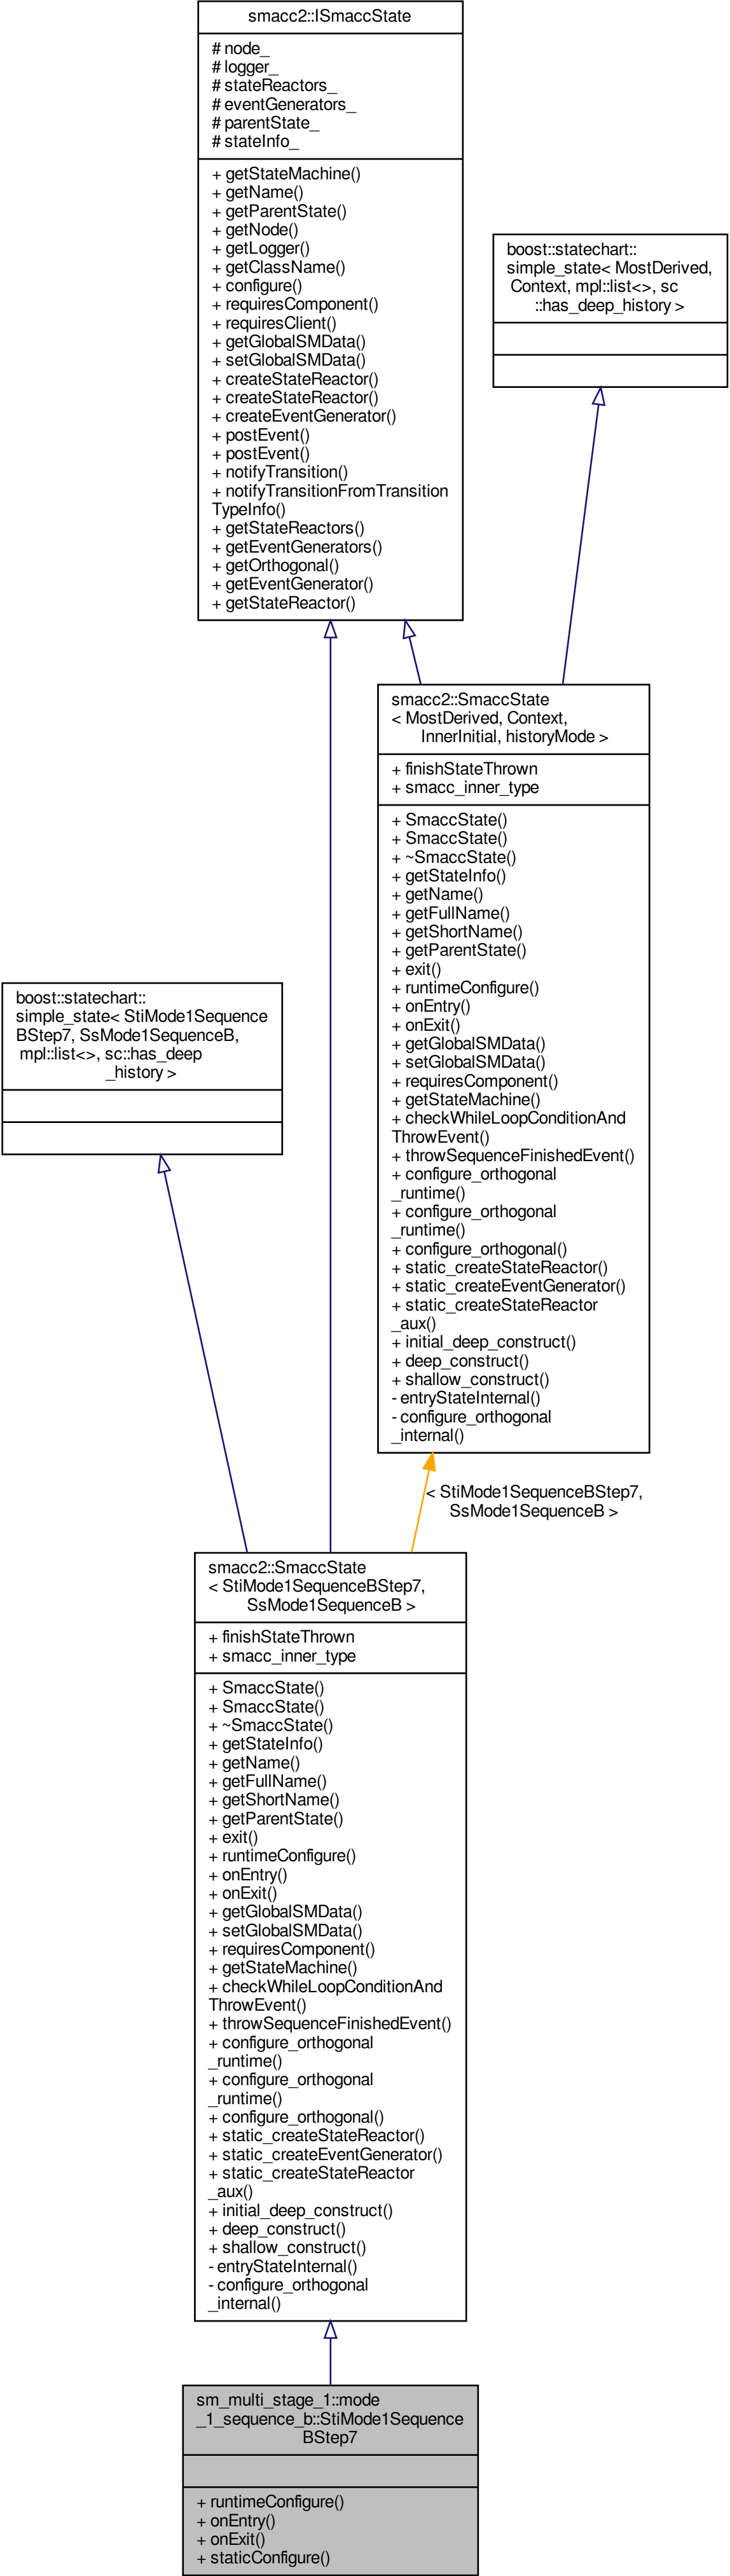 smacc2::ISmaccState
# node_
# logger_
# stateReactors_
# eventGenerators_
# parentState_
# stateInfo_
+ getStateMachine()
+ getName()
+ getParentState()
+ getNode()
+ getLogger()
+ getClassName()
+ configure()
+ requiresComponent()
+ requiresClient()
+ getGlobalSMData()
+ setGlobalSMData()
+ createStateReactor()
+ createStateReactor()
+ createEventGenerator()
+ postEvent()
+ postEvent()
+ notifyTransition()
+ notifyTransitionFromTransition
TypeInfo()
+ getStateReactors()
+ getEventGenerators()
+ getOrthogonal()
+ getEventGenerator()
+ getStateReactor()
boost::statechart::
simple_state< MostDerived,
Context, mpl::list<>, sc
::has_deep_history >
smacc2::SmaccState
< MostDerived, Context,
InnerInitial, historyMode >
+ finishStateThrown
+ smacc_inner_type
+ SmaccState()
+ SmaccState()
+ ~SmaccState()
+ getStateInfo()
+ getName()
+ getFullName()
+ getShortName()
+ getParentState()
+ exit()
+ runtimeConfigure()
+ onEntry()
+ onExit()
+ getGlobalSMData()
+ setGlobalSMData()
+ requiresComponent()
+ getStateMachine()
+ checkWhileLoopConditionAnd
ThrowEvent()
+ throwSequenceFinishedEvent()
+ configure_orthogonal
_runtime()
+ configure_orthogonal
_runtime()
+ configure_orthogonal()
+ static_createStateReactor()
+ static_createEventGenerator()
+ static_createStateReactor
_aux()
+ initial_deep_construct()
+ deep_construct()
+ shallow_construct()
- entryStateInternal()
- configure_orthogonal
_internal()
boost::statechart::
simple_state< StiMode1Sequence
BStep7, SsMode1SequenceB,
mpl::list<>, sc::has_deep
_history >
< StiMode1SequenceBStep7,
SsMode1SequenceB >
smacc2::SmaccState
< StiMode1SequenceBStep7,
SsMode1SequenceB >
+ finishStateThrown
+ smacc_inner_type
+ SmaccState()
+ SmaccState()
+ ~SmaccState()
+ getStateInfo()
+ getName()
+ getFullName()
+ getShortName()
+ getParentState()
+ exit()
+ runtimeConfigure()
+ onEntry()
+ onExit()
+ getGlobalSMData()
+ setGlobalSMData()
+ requiresComponent()
+ getStateMachine()
+ checkWhileLoopConditionAnd
ThrowEvent()
+ throwSequenceFinishedEvent()
+ configure_orthogonal
_runtime()
+ configure_orthogonal
_runtime()
+ configure_orthogonal()
+ static_createStateReactor()
+ static_createEventGenerator()
+ static_createStateReactor
_aux()
+ initial_deep_construct()
+ deep_construct()
+ shallow_construct()
- entryStateInternal()
- configure_orthogonal
_internal()
sm_multi_stage_1::mode
_1_sequence_b::StiMode1Sequence
BStep7
+ runtimeConfigure()
+ onEntry()
+ onExit()
+ staticConfigure()